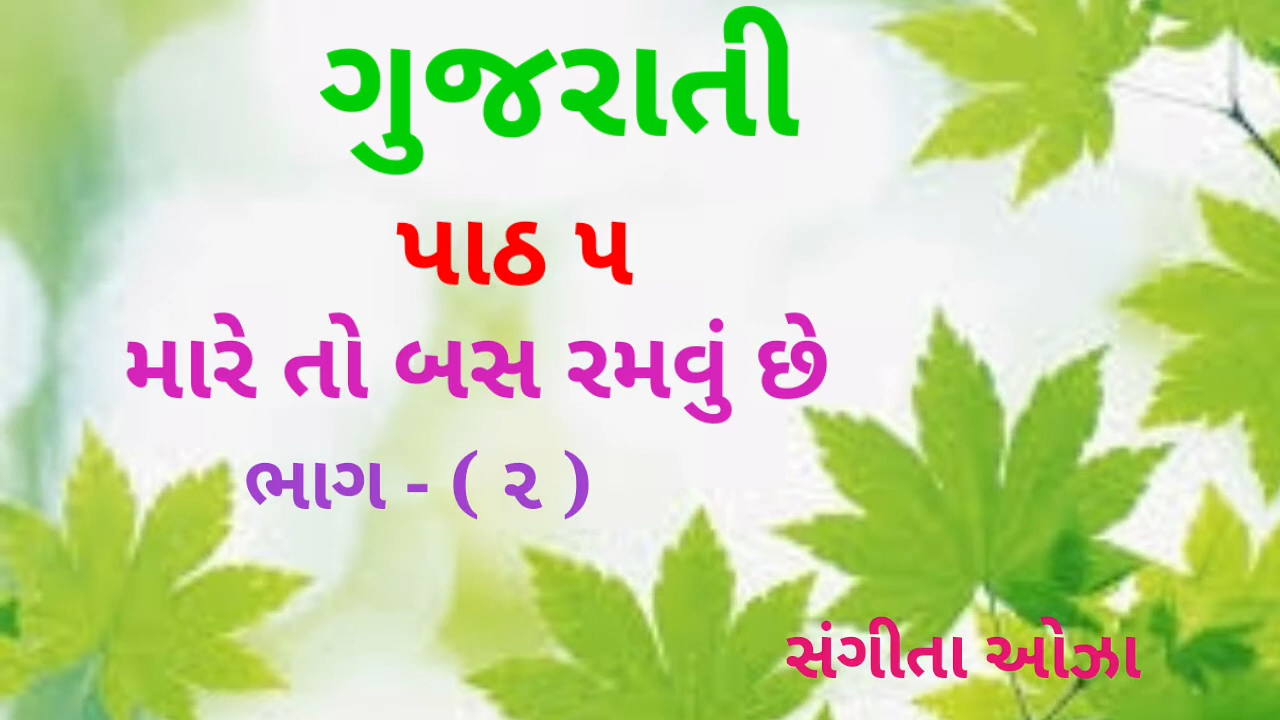 ગુજરાતી
પાઠ ૫
મારે તો બસ રમવું છે
ભાગ - ( ૨ )
સંગીતા ઓઝા